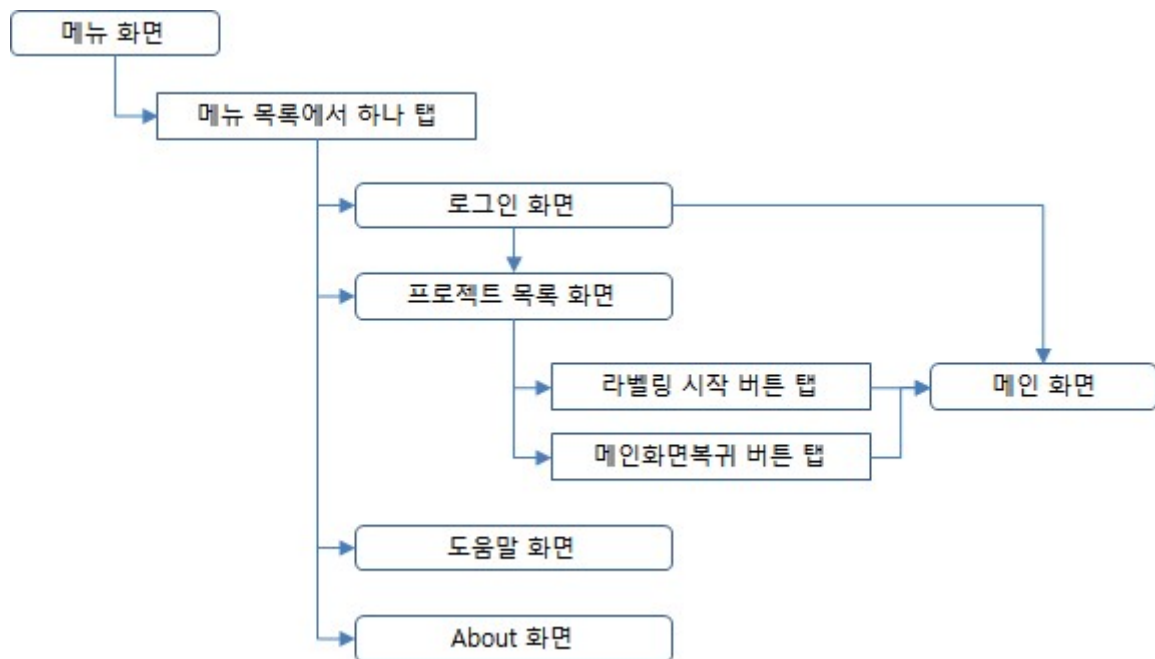 메뉴 화면
메뉴 목록에서 하나 탭
로그인 화면
프로젝트 목록 화면
라벨링 시작 버튼 탭
메인 화면
메인화면복귀 버튼 탭
도움말 화면
About 화면